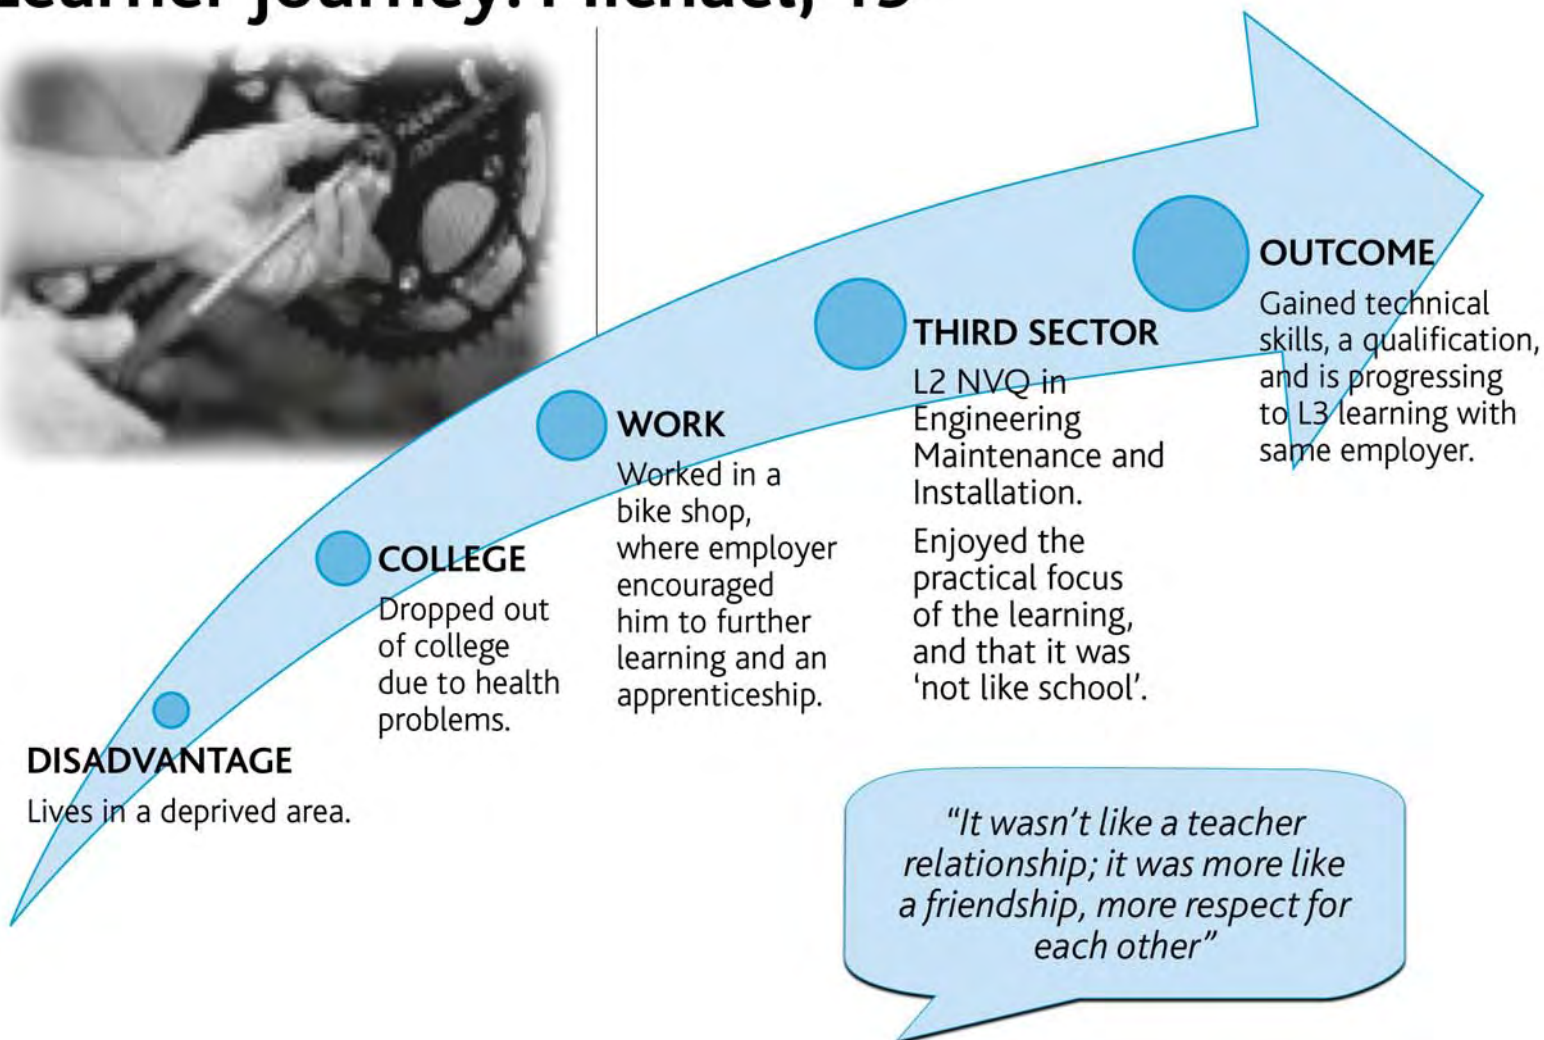 Learner journey: Michael,
OUTCOME
Gained technical
skills, a qualification,
and is progressing
to L3 learning with
same employer.
THIRD SECTOR
L2 NVQ in
Engineering
Maintenance and
Installation.
Enjoyed the
practical focus
of the learning,
and that it was
‘not like school’.
WORK
Worked in a
bike shop,
where employer
encouraged
him to further
learning and an
apprenticeship.
COLLEGE
Dropped out
of college
due to health
problems.
DISADVANTAGE
Lives in a deprived area.
“It wasn’t like a teacher
relationship; it was more like
a friendship, more respect for
each other”